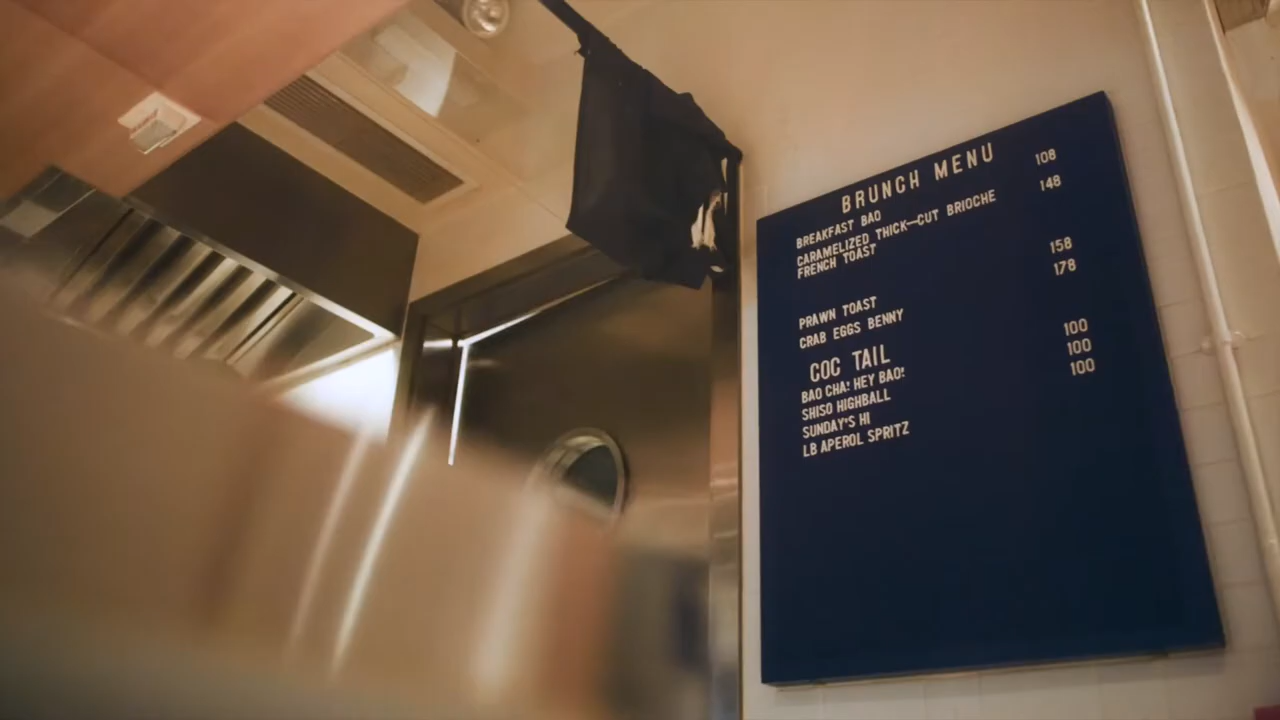 BRUNCH MENU
BREAKFAST BAO 108
CARAMELIZED THICK-CUT BRIOCHE 148
FRENCH TOAST
PRAWN TOAST 158
CRAB EGGS BENNY 178
COC TAIL
BAO CHA! HEY BAO! 100
SHISO HIGHBALL 100
SUNDAY'S HI 100
LB APEROL SPRITZ